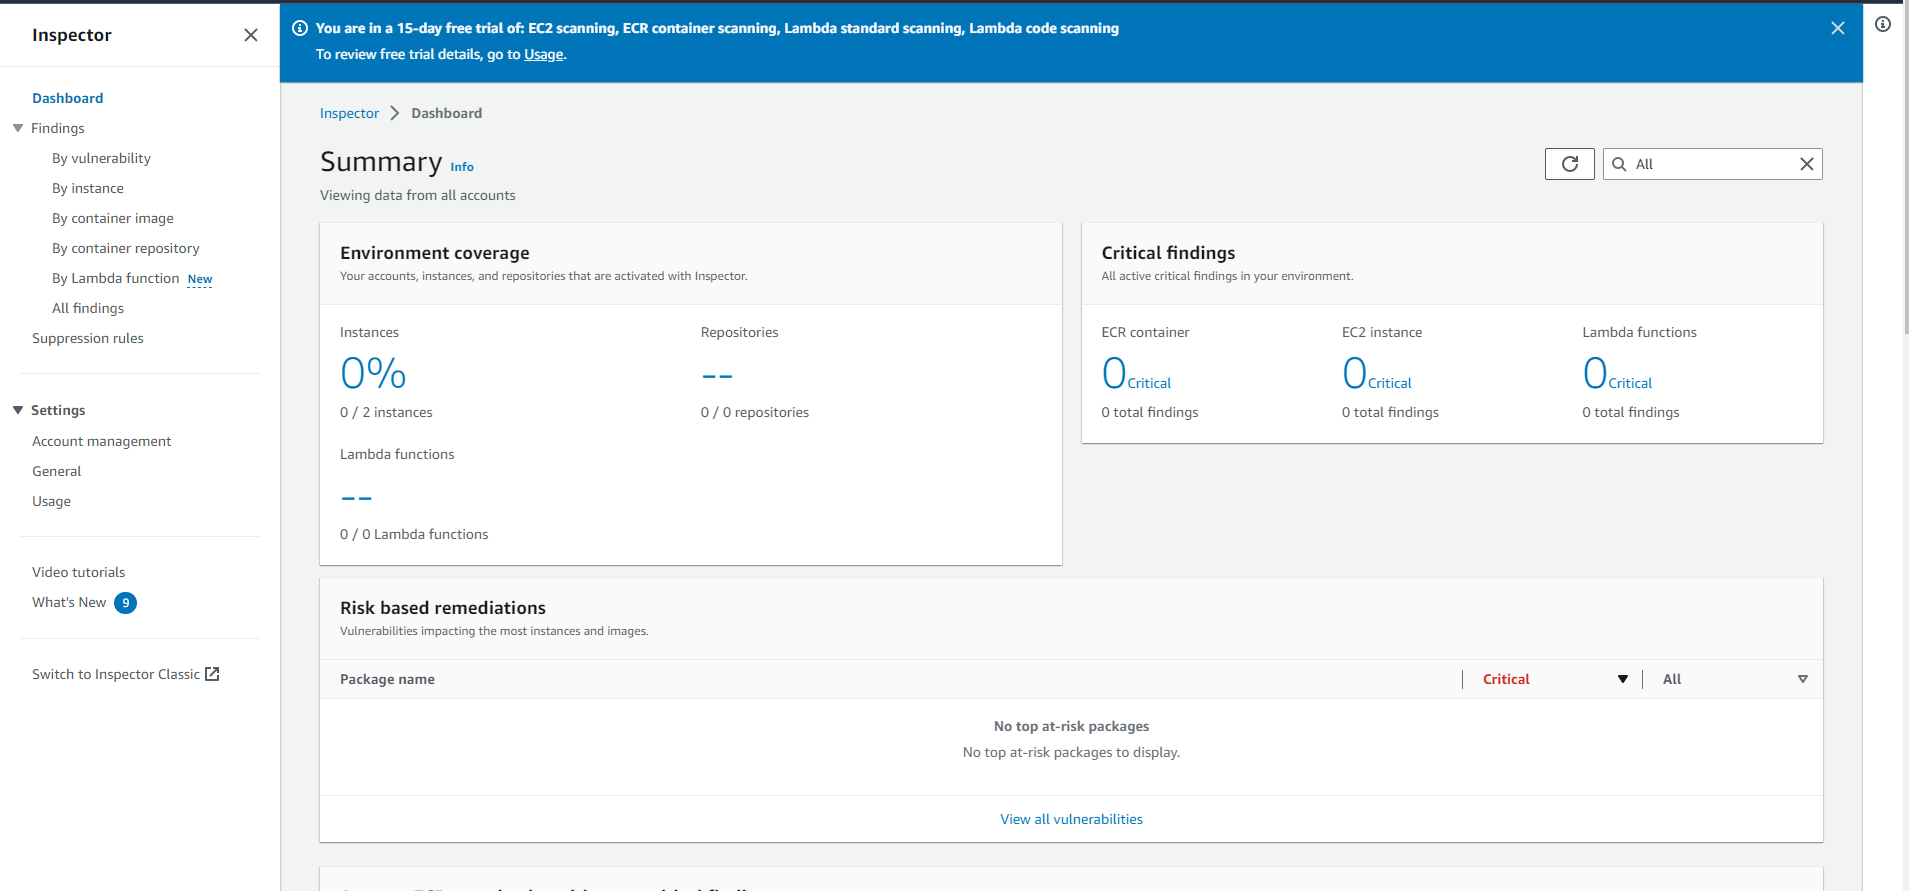 Inspector
Dashboard
Findings
By vulnerability
By instance
By container image
By container repository
By Lambda function New
All findings
Suppression rules
Settings
Account management
General
Usage
Video tutorials
What's New 9
Switch to Inspector Classic
You are in a 15-day free trial of: EC2 scanning, ECR container scanning, Lambda standard scanning, Lambda code scanning
To review free trial details, go to Usage.
Inspector Dashboard
Summary Info
Viewing data from all accounts
All
Environment coverage
Your accounts, instances, and repositories that are activated with Inspector.
Instances
0%
0 / 2 instances
Repositories
--
0 / 0 repositories
Lambda functions
--
0 / 0 Lambda functions
Critical findings
All active critical findings in your environment.
ECR container
0 Critical
0 total findings
EC2 instance
0 Critical
0 total findings
Lambda functions
0 Critical
0 total findings
Risk based remediations
Vulnerabilities impacting the most instances and images.
Package name Critical All
No top at-risk packages
No top at-risk packages to display.
View all vulnerabilities